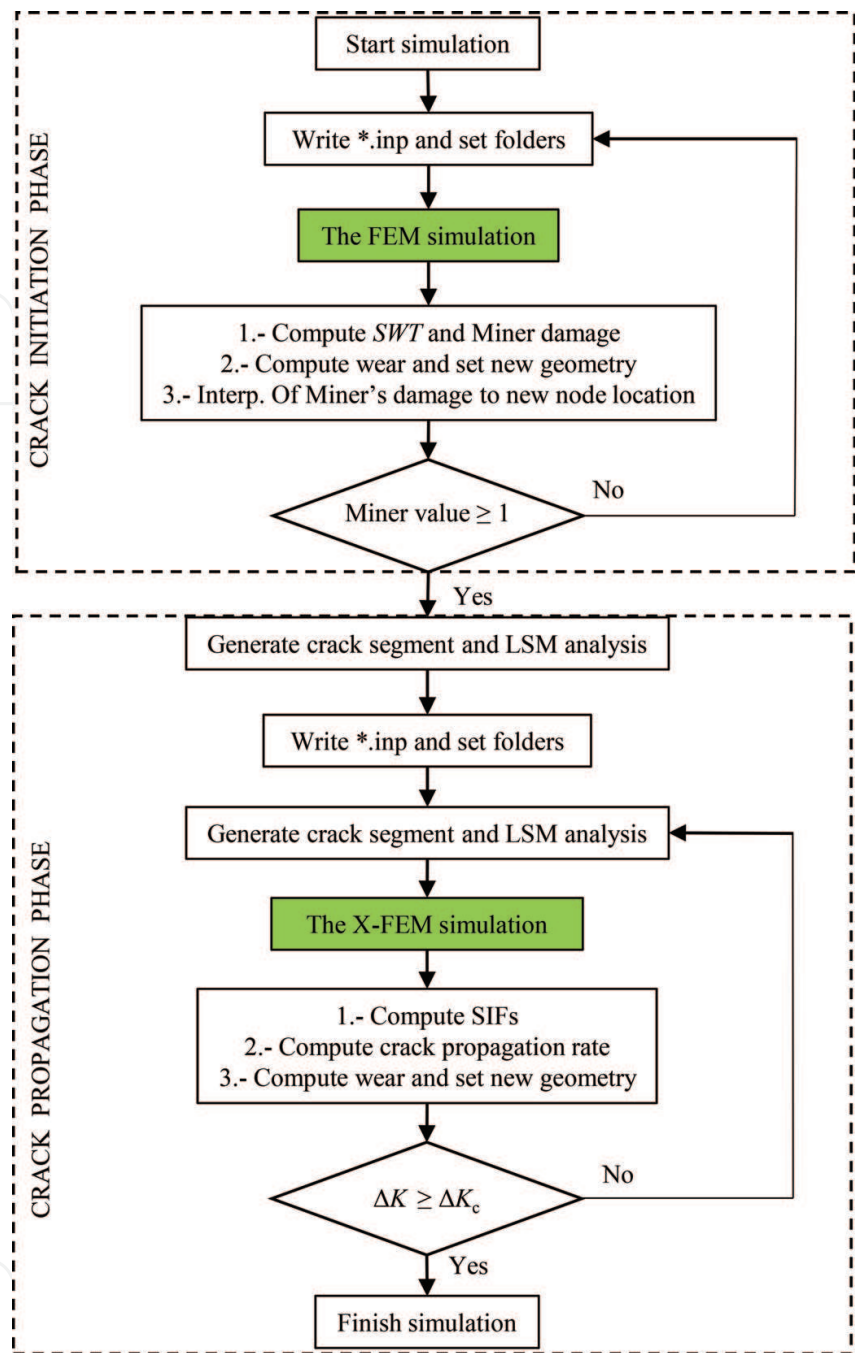 CRACK INITIATION PHASE
Start simulation
Write *.inp and set folders
The FEM simulation
1.- Compute SWT and Miner damage
2.- Compute wear and set new geometry
3.- Interp. Of Miner's damage to new node location
Miner value ≥ 1
No
Yes
CRACK PROPAGATION PHASE
Generate crack segment and LSM analysis
Write *.inp and set folders
Generate crack segment and LSM analysis
The X-FEM simulation
1.- Compute SIFs
2.- Compute crack propagation rate
3.- Compute wear and set new geometry
ΔK ≥ ΔKc
No
Yes
Finish simulation